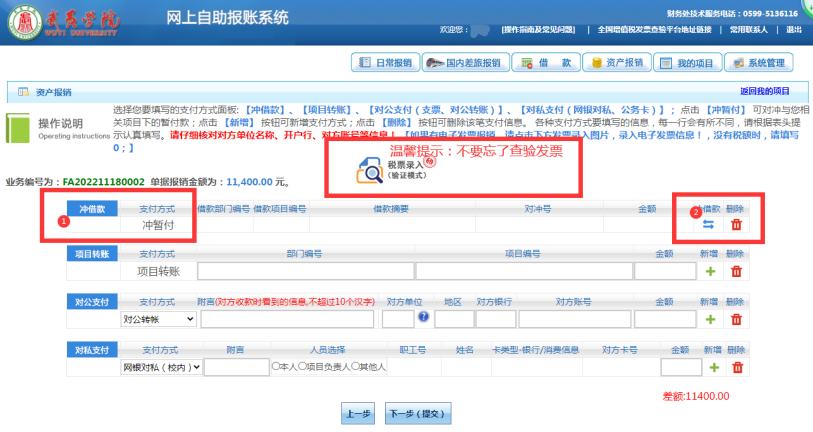 武夷学院
WUYI UNIVERSITY
网上自助报账系统
财务处技术服务电话：0599-5136116
欢迎您： [操作指南及常见问题] | 全国增值税发票查验平台地址链接 | 常用联系人 | 退出
日常报销 国内差旅报销 借 款 资产报销 我的项目 系统管理
资产报销 返回我的项目
操作说明
Operating instructions
选择您要填写的支付方式面板:【冲借款】、【项目转账】、【对公支付（支票、对公转帐）】、【对私支付（网银对私、公务卡）】； 点击 【冲暂付】 可对冲与您相
关项目下的暂付款；点击 【新增】 按钮可新增支付方式；点击 【删除】 按钮可删除该笔支付信息。 各种支付方式要填写的信息，每一行会有所不同，请根据表头提
示认真填写。请仔细核对对方单位名称、开户行、对方账号等信息！【如果有电子发票报销，请点击下方发票录入图片，录入电子发票信息！，没有税额时，请填写
0；】
温馨提示：不要忘了查验发票
税票录入
(验证模式)
业务编号为：FA202211180002 单据报销金额为：11,400.00 元。
冲借款 支付方式 借款部门编号 借款项目编号 借款摘要 对冲号 金额 冲借款 删除
1 冲暂付 2
项目转账 支付方式 部门编号 项目编号 金额 新增 删除
项目转账
对公支付 支付方式 附言(对方收款时看到的信息,不超过10个汉字) 对方单位 地区 对方银行 对方账号 金额 新增 删除
对公转帐
对私支付 支付方式 附言 人员选择 职工号 姓名 卡类型-银行/消费信息 对方卡号 金额 新增 删除
网银对私（校内） 本人 项目负责人 其他人
差额:11400.00
上一步 下一步（提交）